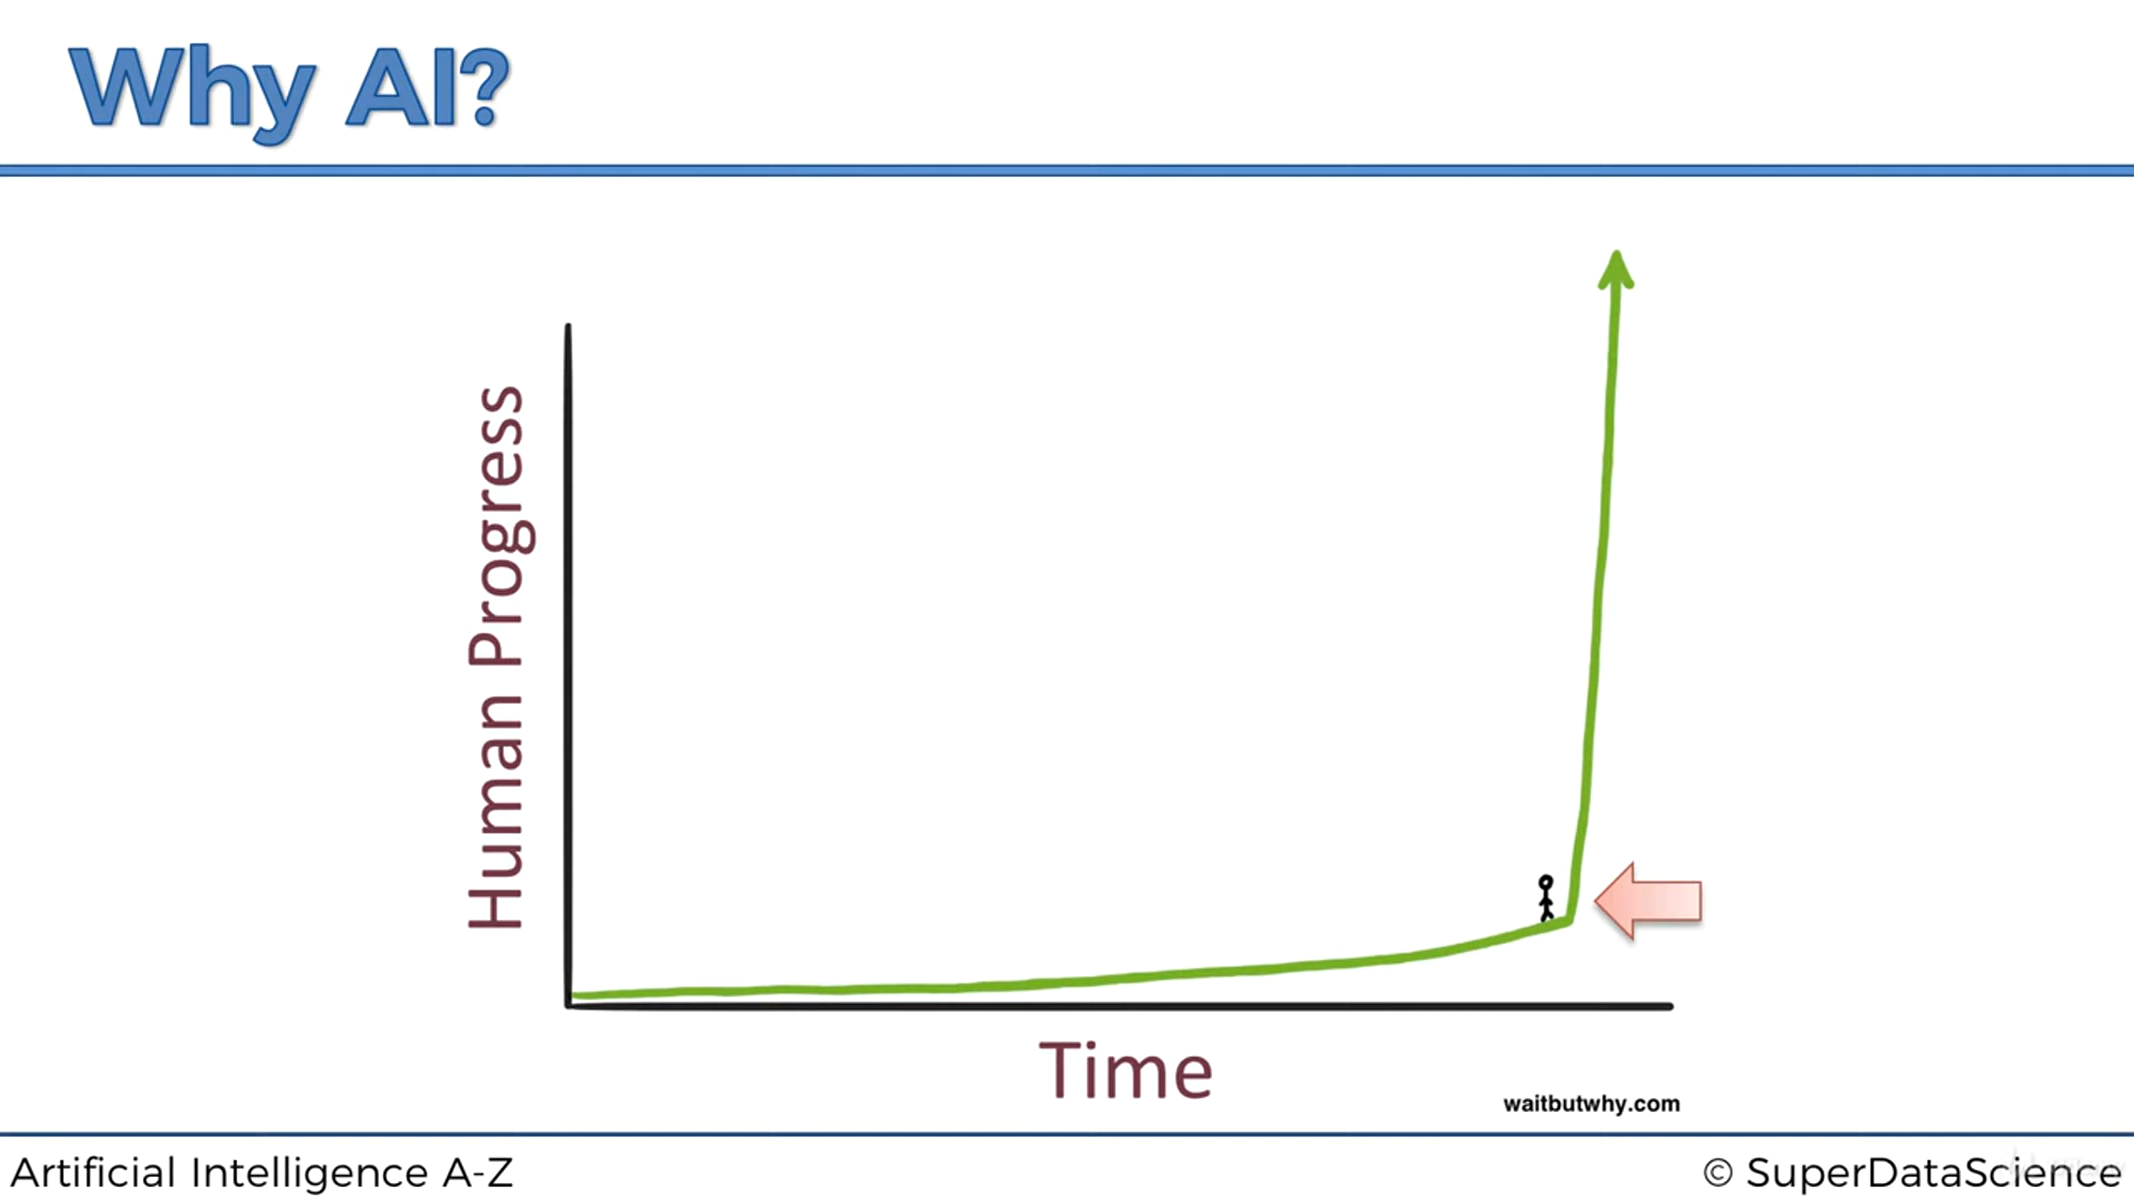 Why AI?
Human Progress
Time
waitbutwhy.com
Artificial Intelligence A-Z
© SuperDataScience